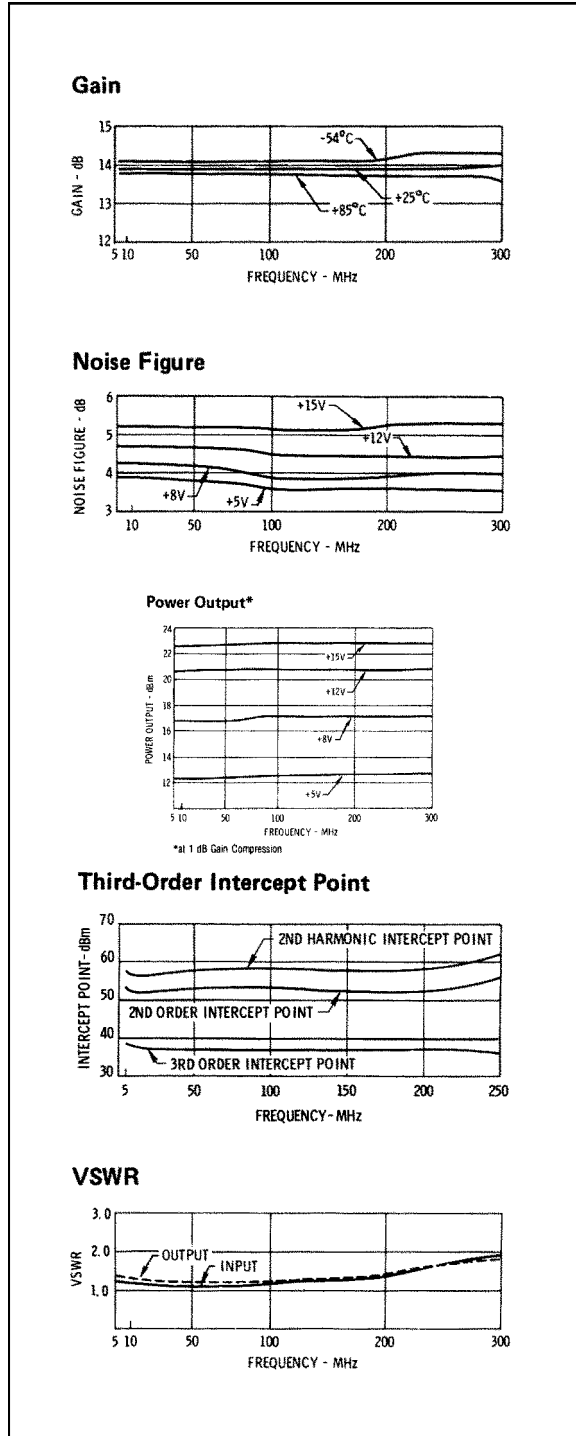 Gain
15
14
13
12
GAIN - dB
-54°C
+25°C
+85°C
5 10 50 100 200 300
FREQUENCY - MHz
Noise Figure
6
5
4
3
NOISE FIGURE - dB
+15V
+12V
+8V
+5V
10 50 100 200 300
FREQUENCY - MHz
Power Output*
24
22
20
18
16
14
12
POWER OUTPUT - dBm
+15V
+12V
+8V
+5V
5 10 50 100 200 300
FREQUENCY - MHz
*at 1 dB Gain Compression
Third-Order Intercept Point
70
60
50
40
30
INTERCEPT POINT-dBm
2ND HARMONIC INTERCEPT POINT
2ND ORDER INTERCEPT POINT
3RD ORDER INTERCEPT POINT
5 50 100 150 200 250
FREQUENCY-MHz
VSWR
3.0
2.0
1.0
VSWR
OUTPUT
INPUT
5 10 50 100 200 300
FREQUENCY - MHz